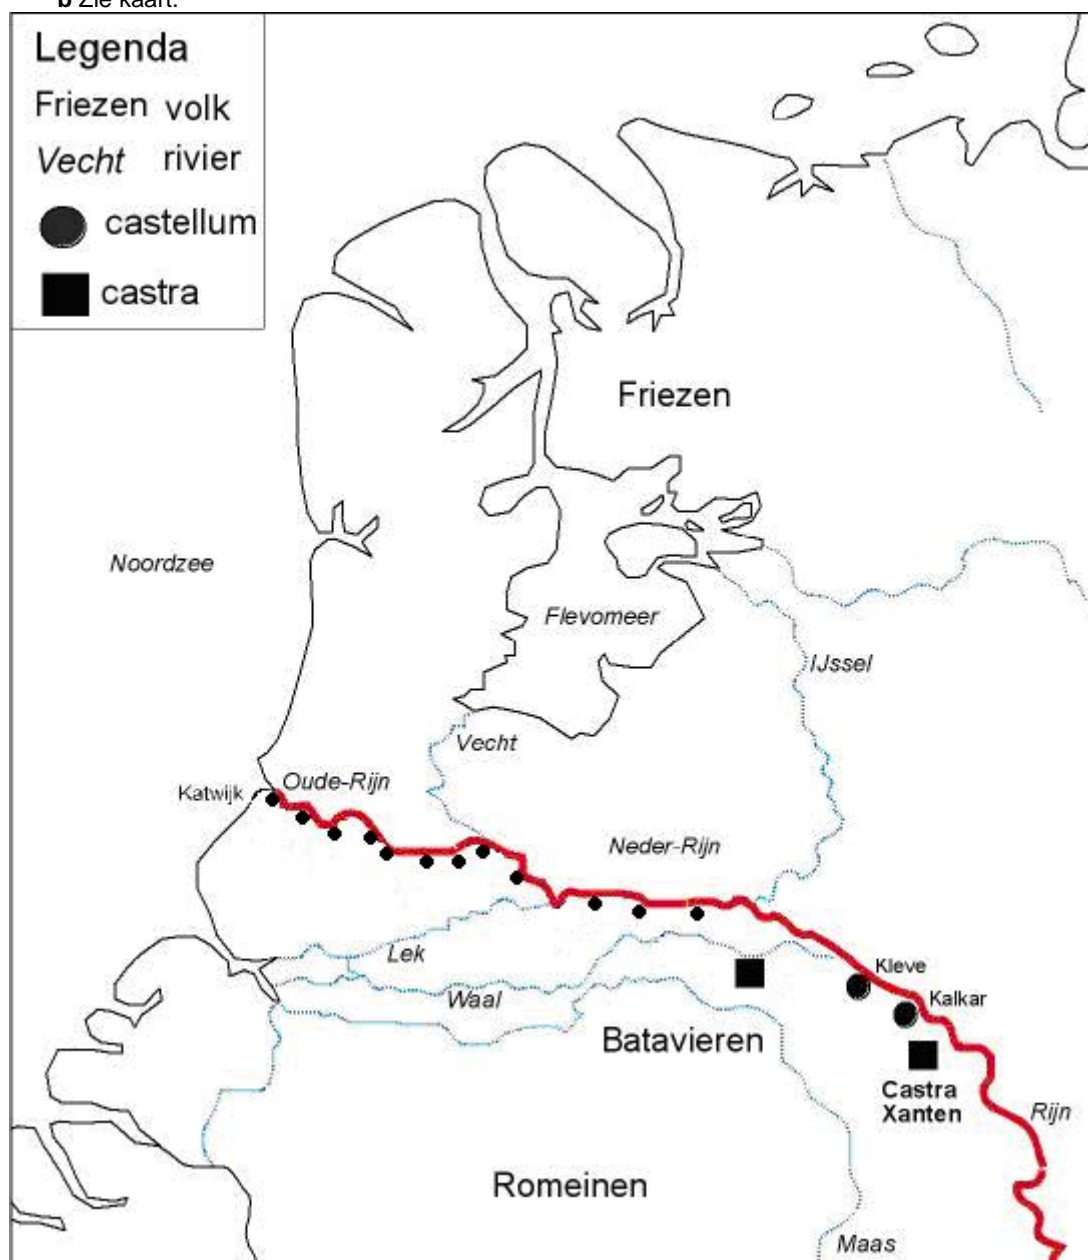 b Zie kaart.
Legenda
Friezen volk
Vecht rivier
castellum
castra
Friezen
Noordzee
Flevomeer
IJssel
Vecht
Katwijk
Oude-Rijn
Neder-Rijn
Lek
Kleve
Waal
Kalkar
Batavieren
Castra
Xanten
Rijn
Romeinen
Maas